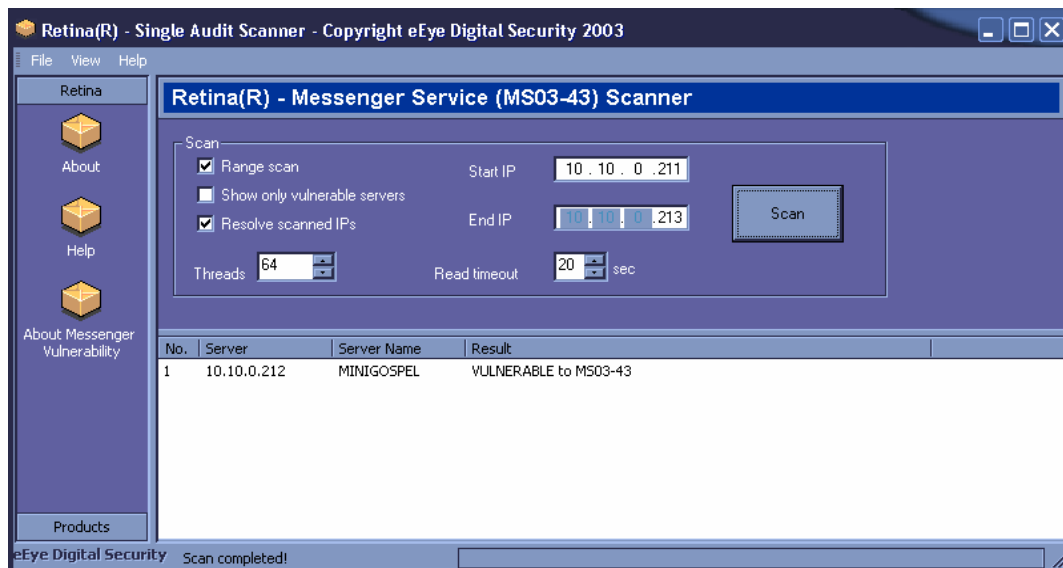 Retina(R) - Single Audit Scanner - Copyright eEye Digital Security 2003
File View Help
Retina
About
Help
About Messenger
Vulnerability
Products
Retina(R) - Messenger Service (MS03-43) Scanner
Scan
Range scan
Show only vulnerable servers
Resolve scanned IPs
Start IP 10 . 10 . 0 .211
End IP 10 . 10 . 0 .213
Scan
Threads 64
Read timeout 20 sec
No. Server Server Name Result
1 10.10.0.212 MINIGOSPEL VULNERABLE to MS03-43
eEye Digital Security Scan completed!